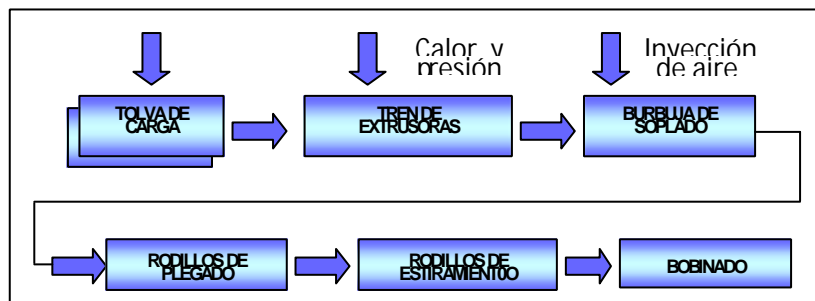 Calor y
presión
Inyección
de aire
TOLVA DE
CARGA
TREN DE
EXTRUSORAS
BURBUJA DE
SOPLADO
RODILLOS DE
PLEGADO
RODILLOS DE
ESTIRAMIENT0O
BOBINADO